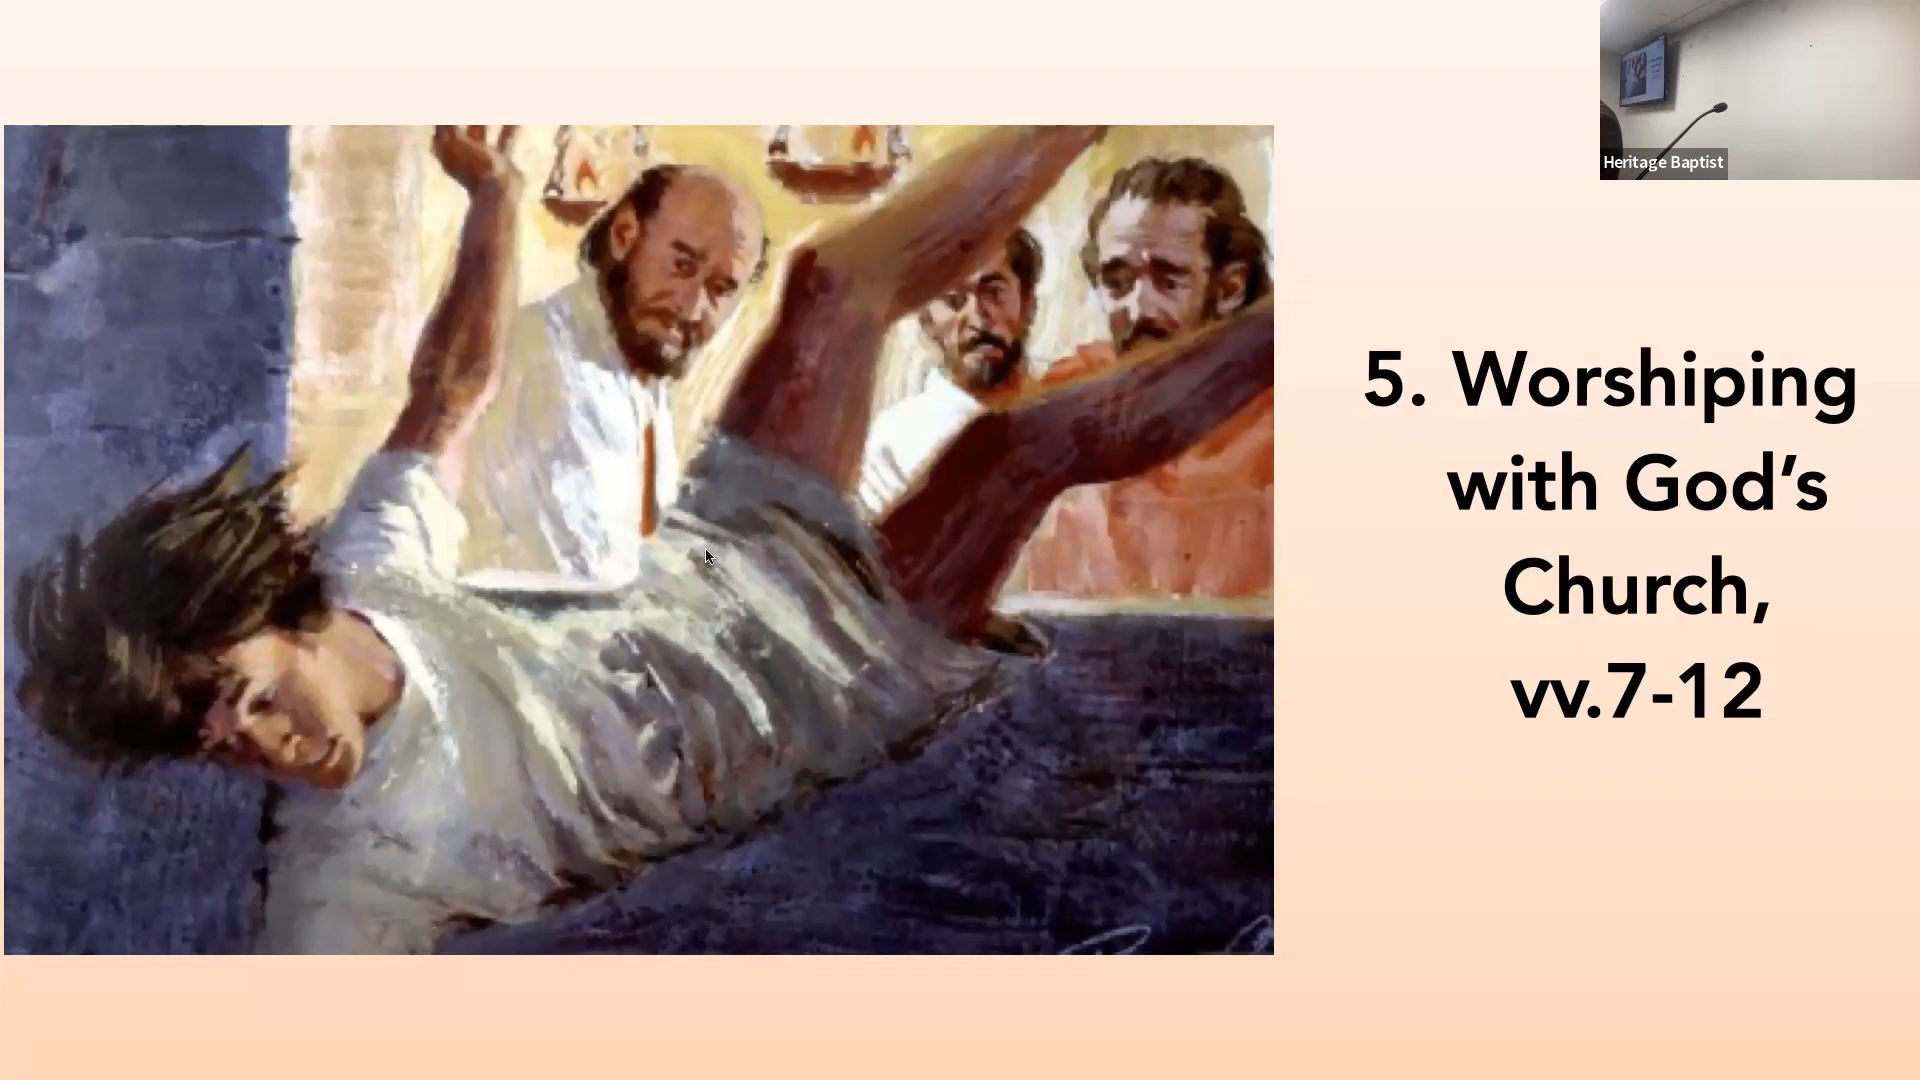 Heritage Baptist
5. Worshiping
with God’s
Church,
vv.7-12